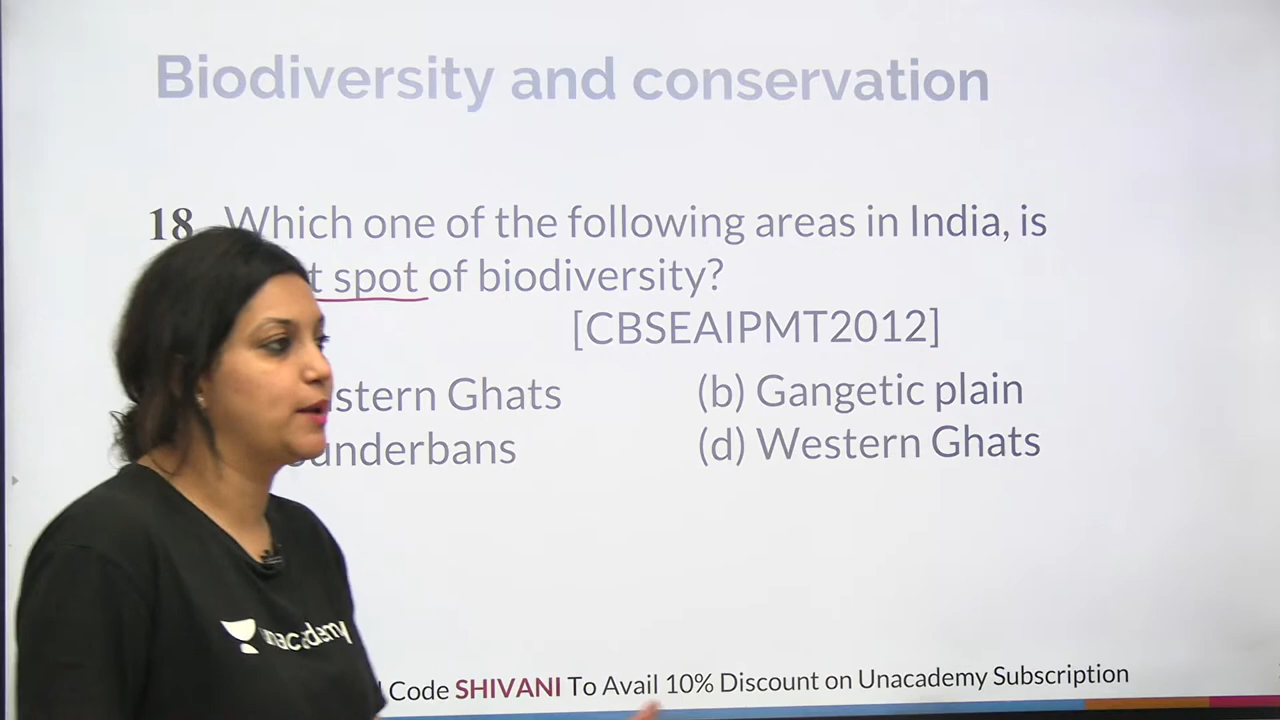 Biodiversity and conservation
18. Which one of the following areas in India, is
spot of biodiversity?
[CBSEAIPMT2012]
stern Ghats (b) Gangetic plain
underbans (d) Western Ghats
unacademy
Code SHIVANI To Avail 10% Discount on Unacademy Subscription